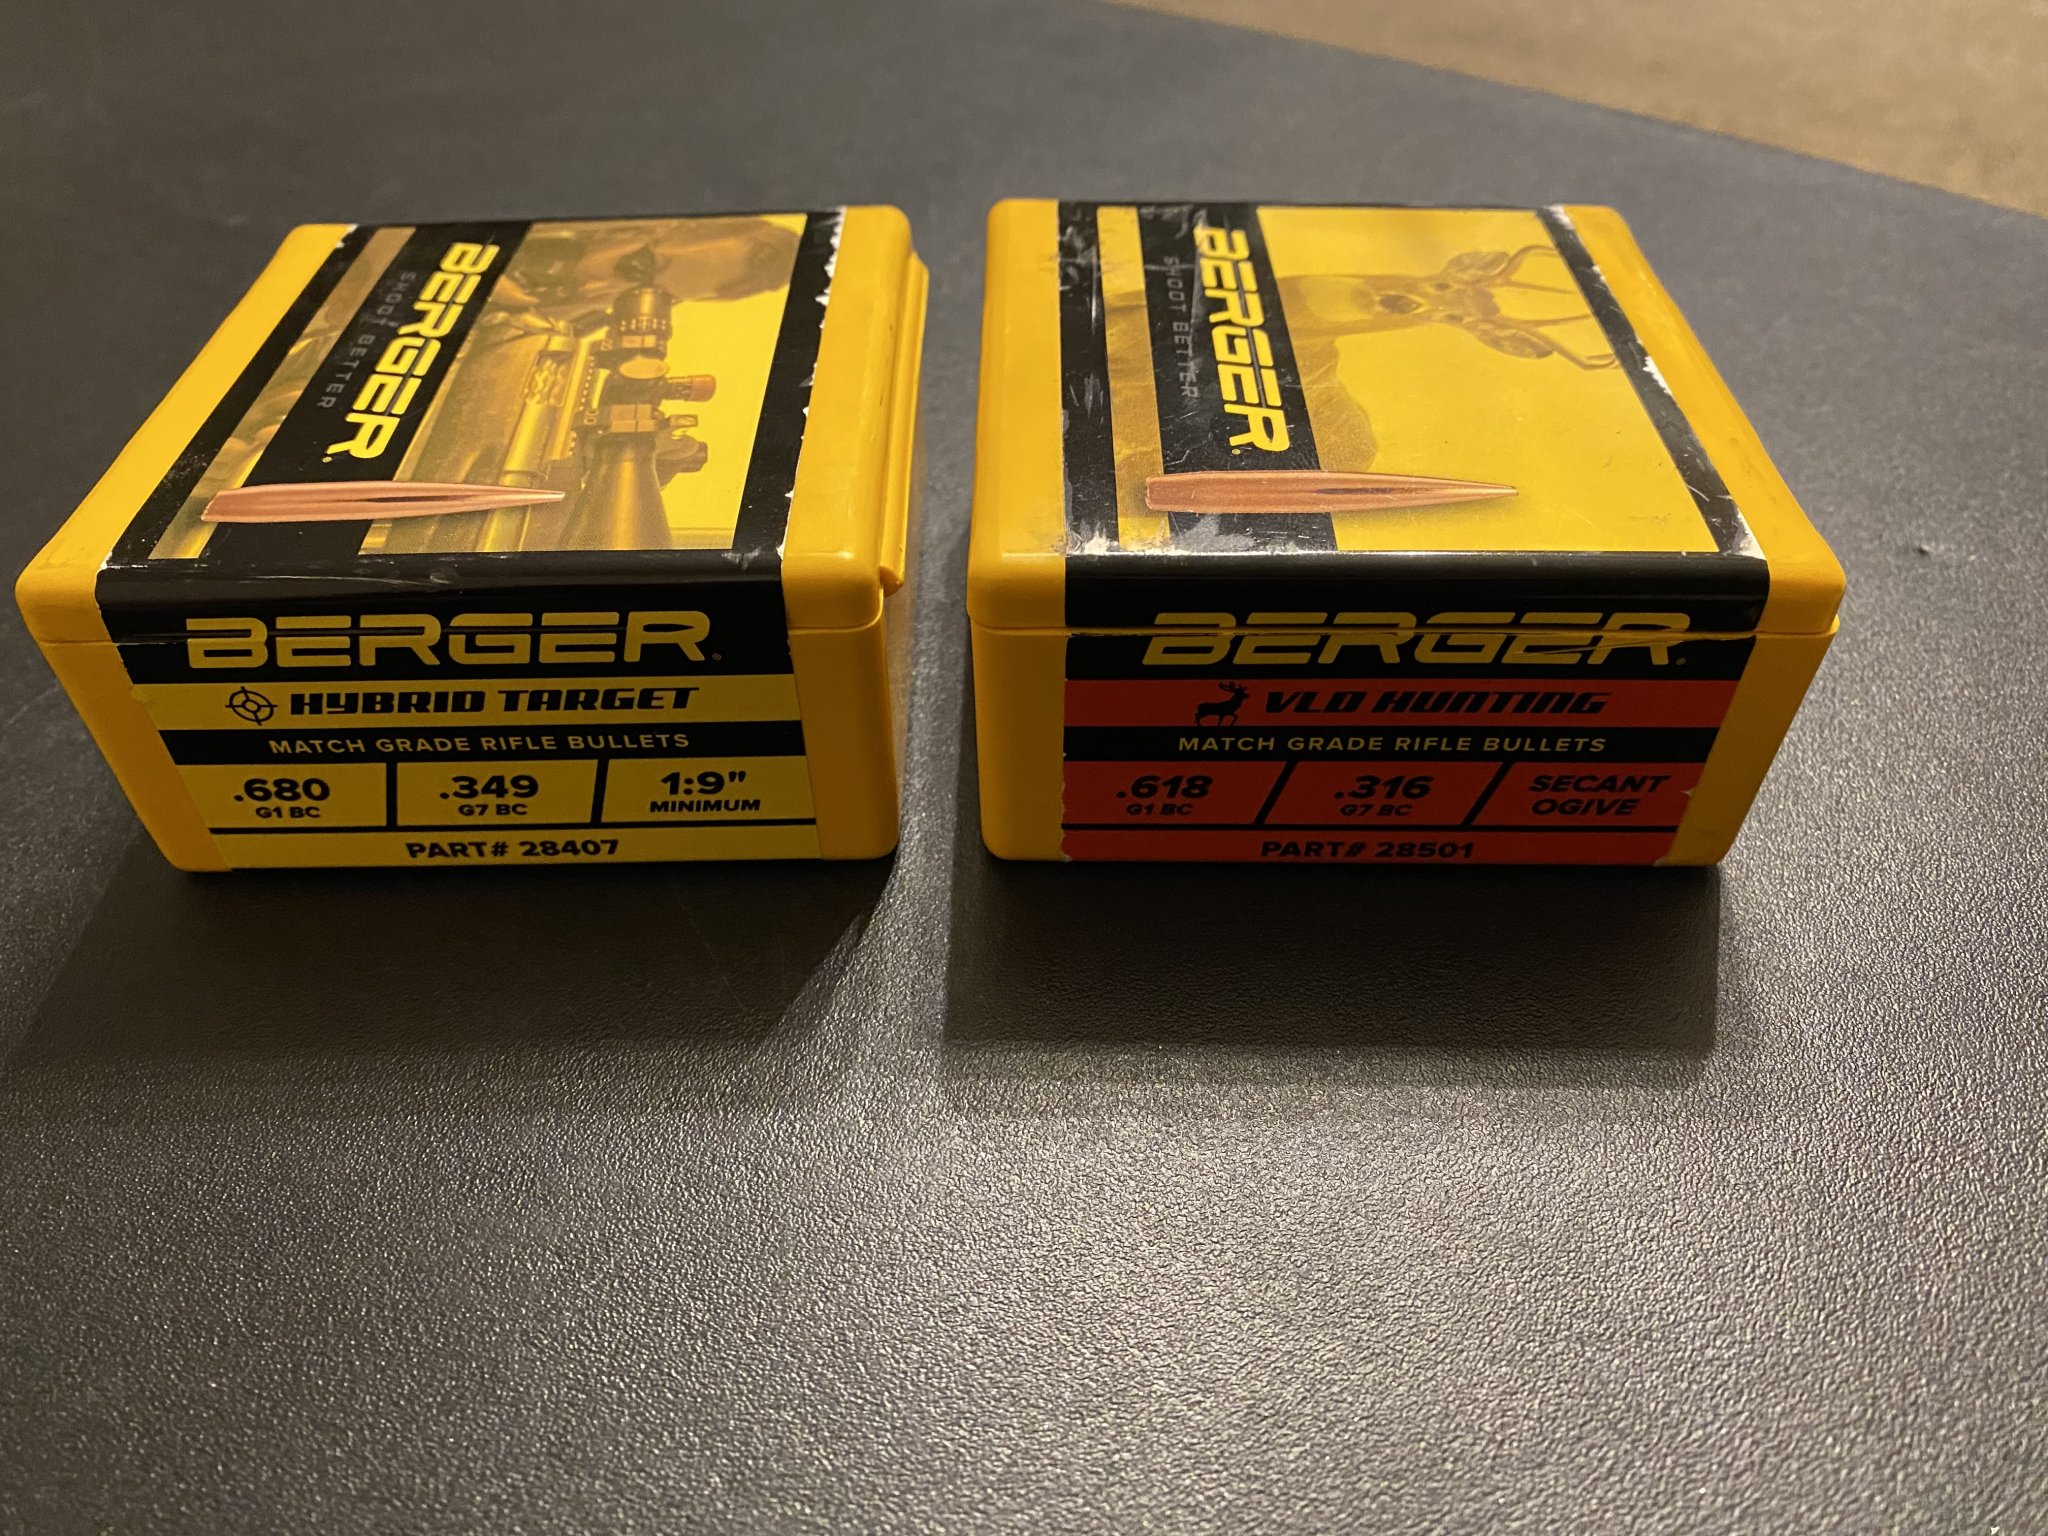 BERGER
SHOOT BETTER
BERGER
HYBRID TARGET
MATCH GRADE RIFLE BULLETS
.680 .349 1:9"
G1 BC G7 BC MINIMUM
PART# 28407
BERGER
SHOOT BETTER
BERGER
VLD HUNTING
MATCH GRADE RIFLE BULLETS
.618 .316 SECANT
G1 BC G7 BC OGIVE
PART# 28501